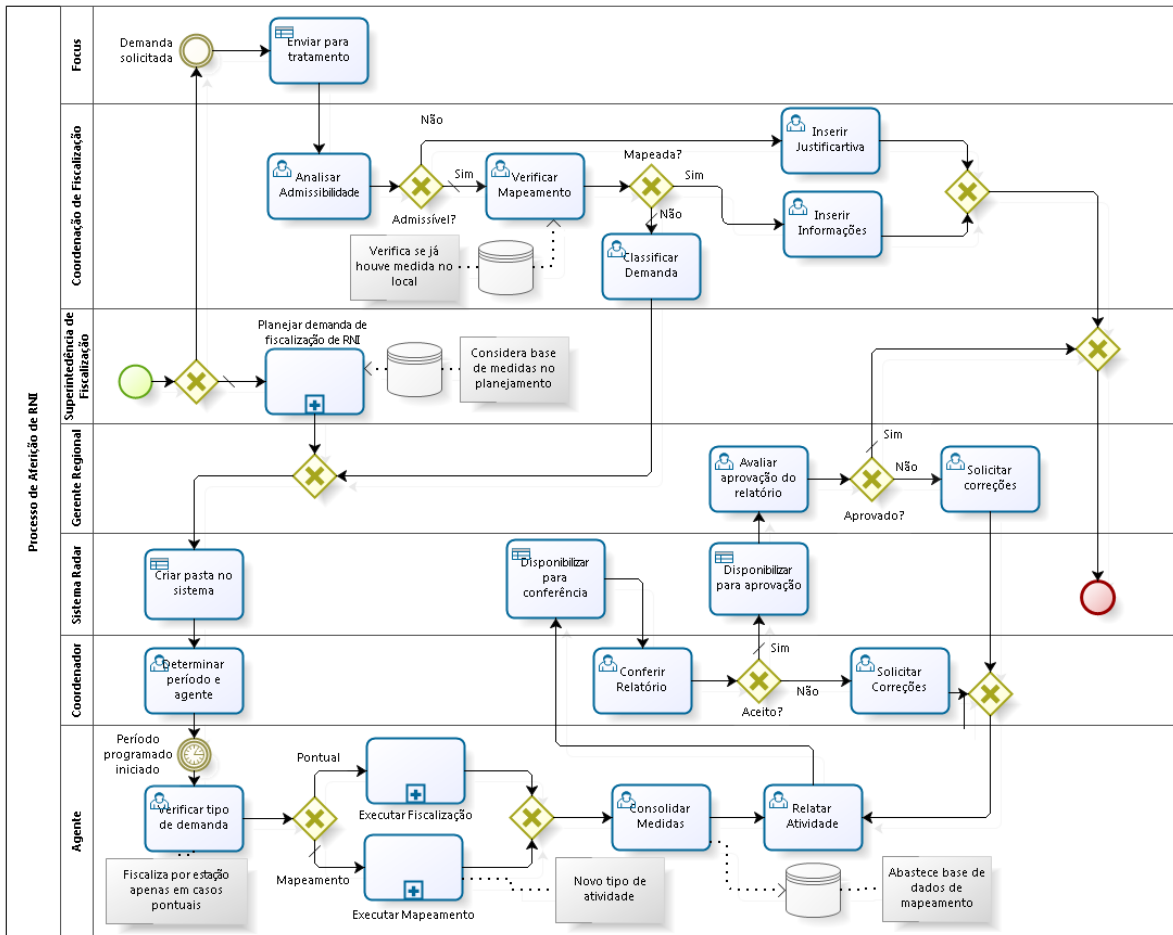 Processo de Aferição de RNI
Focus
Demanda
solicitada
Enviar para
tratamento
Coordenação de Fiscalização
Analisar
Admissibilidade
Não
Admissível?
Sim
Verificar
Mapeamento
Mapeada?
Sim
Não
Inserir
Justificartiva
Inserir
Informações
Classificar
Demanda
Verifica se já
houve medida no
local
Superintedência de
Fiscalização
Planejar demanda de
fiscalização de RNI
Considera base
de medidas no
planejamento
Gerente Regional
Avaliar
aprovação do
relatório
Sim
Não
Aprovado?
Solicitar
correções
Sistema Radar
Criar pasta no
sistema
Disponibilizar
para
conferência
Disponibilizar
para aprovação
Coordenador
Determinar
período e
agente
Conferir
Relatório
Sim
Não
Aceito?
Solicitar
Correções
Agente
Período
programado
iniciado
Verificar tipo
de demanda
Pontual
Mapeamento
Executar Fiscalização
Executar Mapeamento
Consolidar
Medidas
Relatar
Atividade
Fiscaliza por estação
apenas em casos
pontuais
Novo tipo de
atividade
Abastece base de
dados de
mapeamento